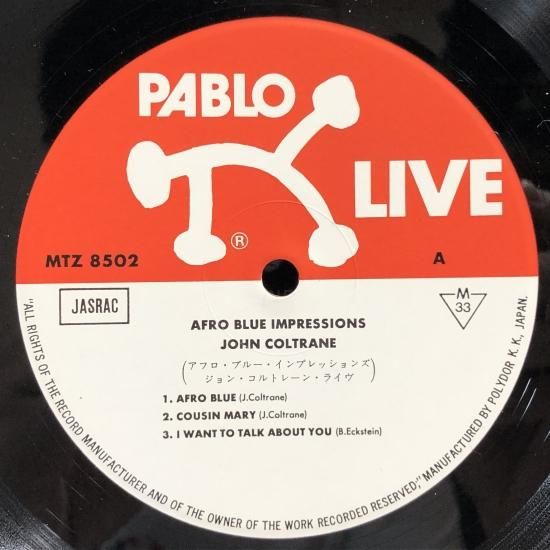 PABLO
LIVE
®
MTZ 8502
A
JASRAC
M
33
AFRO BLUE IMPRESSIONS
JOHN COLTRANE
(アフロ・ブルー・インプレッションズ
ジョン・コルトレーン・ライヴ)
1. AFRO BLUE (J.Coltrane)
2. COUSIN MARY (J.Coltrane)
3. I WANT TO TALK ABOUT YOU (B.Eckstein)
"ALL RIGHTS OF THE RECORD MANUFACTURER AND OF THE OWNER OF THE WORK RECORDED RESERVED," MANUFACTURED BY POLYDOR K. K., JAPAN.